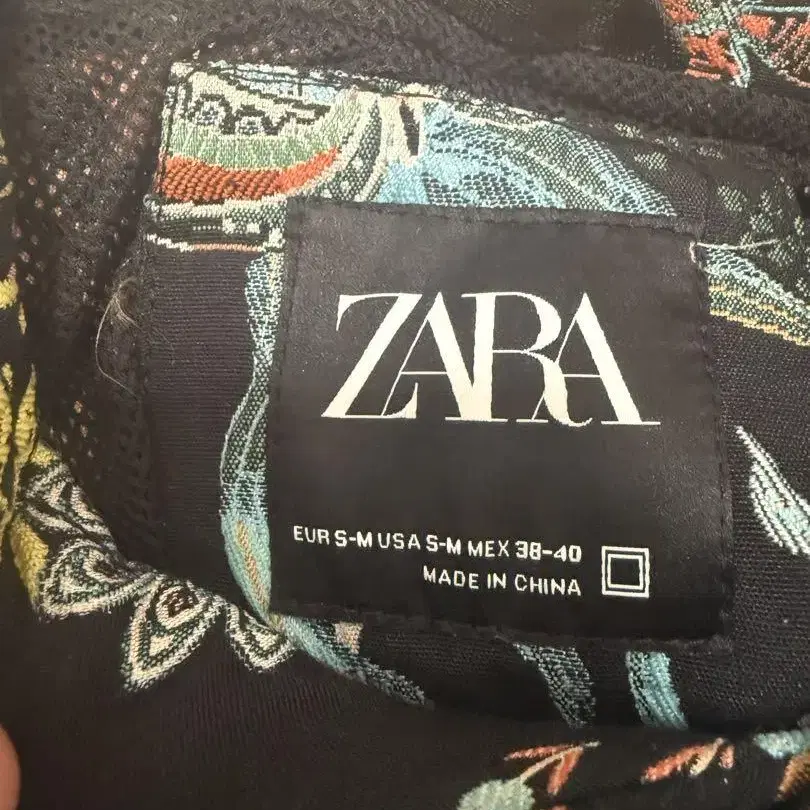 ZARA
EUR S-M USA S-M MEX 38-40
MADE IN CHINA